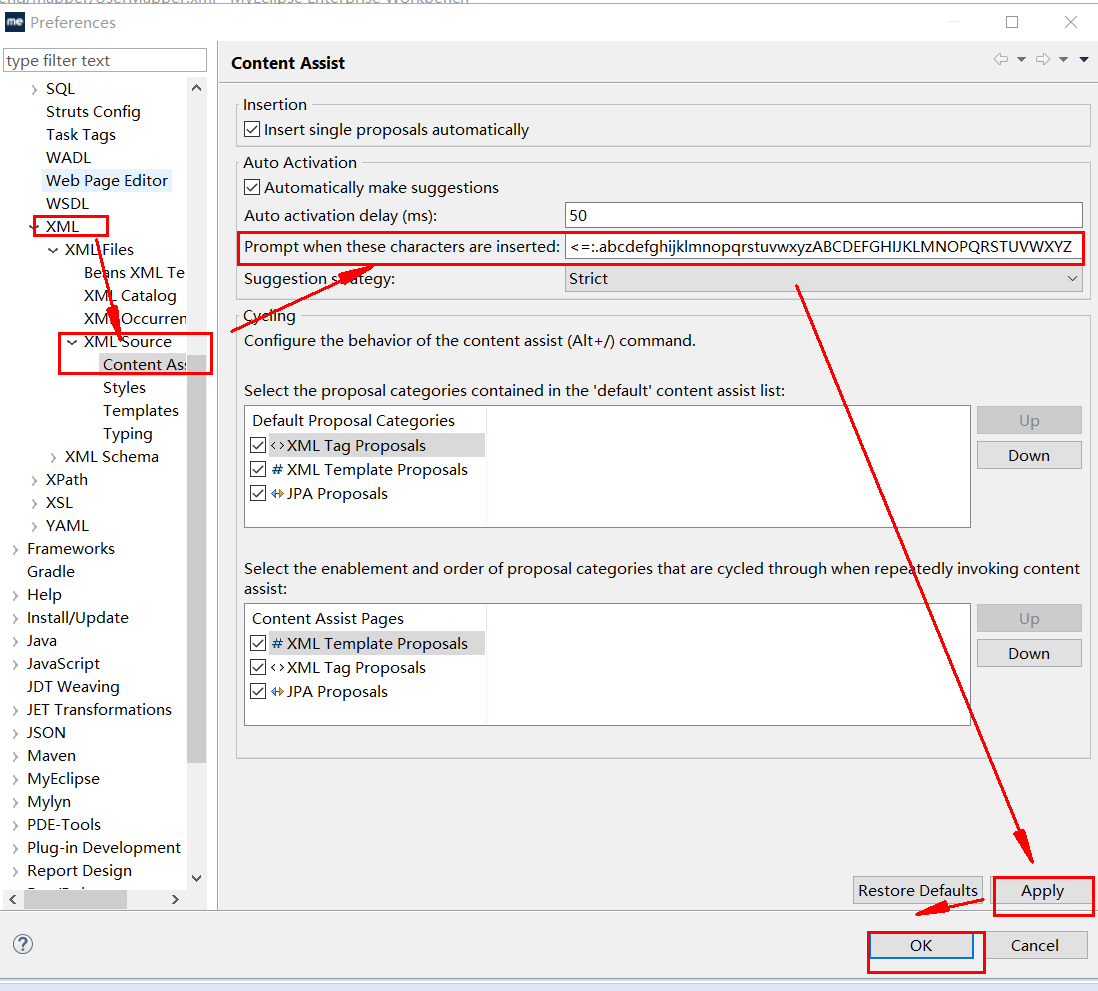 me Preferences
type filter text
SQL
Struts Config
Task Tags
WADL
Web Page Editor
WSDL
XML
XML Files
Beans XML Te
XML Catalog
XML Occurren
XML Source
Content Ass
Styles
Templates
Typing
XML Schema
XPath
XSL
YAML
Frameworks
Gradle
Help
Install/Update
Java
JavaScript
JDT Weaving
JET Transformations
JSON
Maven
MyEclipse
Mylyn
PDE-Tools
Plug-in Development
Report Design
Content Assist
Insertion
Insert single proposals automatically
Auto Activation
Automatically make suggestions
Auto activation delay (ms): 50
Prompt when these characters are inserted: <=:.abcdefghijklmnopqrstuvwxyzABCDEFGHIJKLMNOPQRSTUVWXYZ
Suggestion strategy: Strict
Cycling
Configure the behavior of the content assist (Alt+/) command.
Select the proposal categories contained in the 'default' content assist list:
Default Proposal Categories
<> XML Tag Proposals
# XML Template Proposals
JPA Proposals
Up
Down
Select the enablement and order of proposal categories that are cycled through when repeatedly invoking content
assist:
Content Assist Pages
# XML Template Proposals
<> XML Tag Proposals
JPA Proposals
Up
Down
Restore Defaults Apply
? OK Cancel